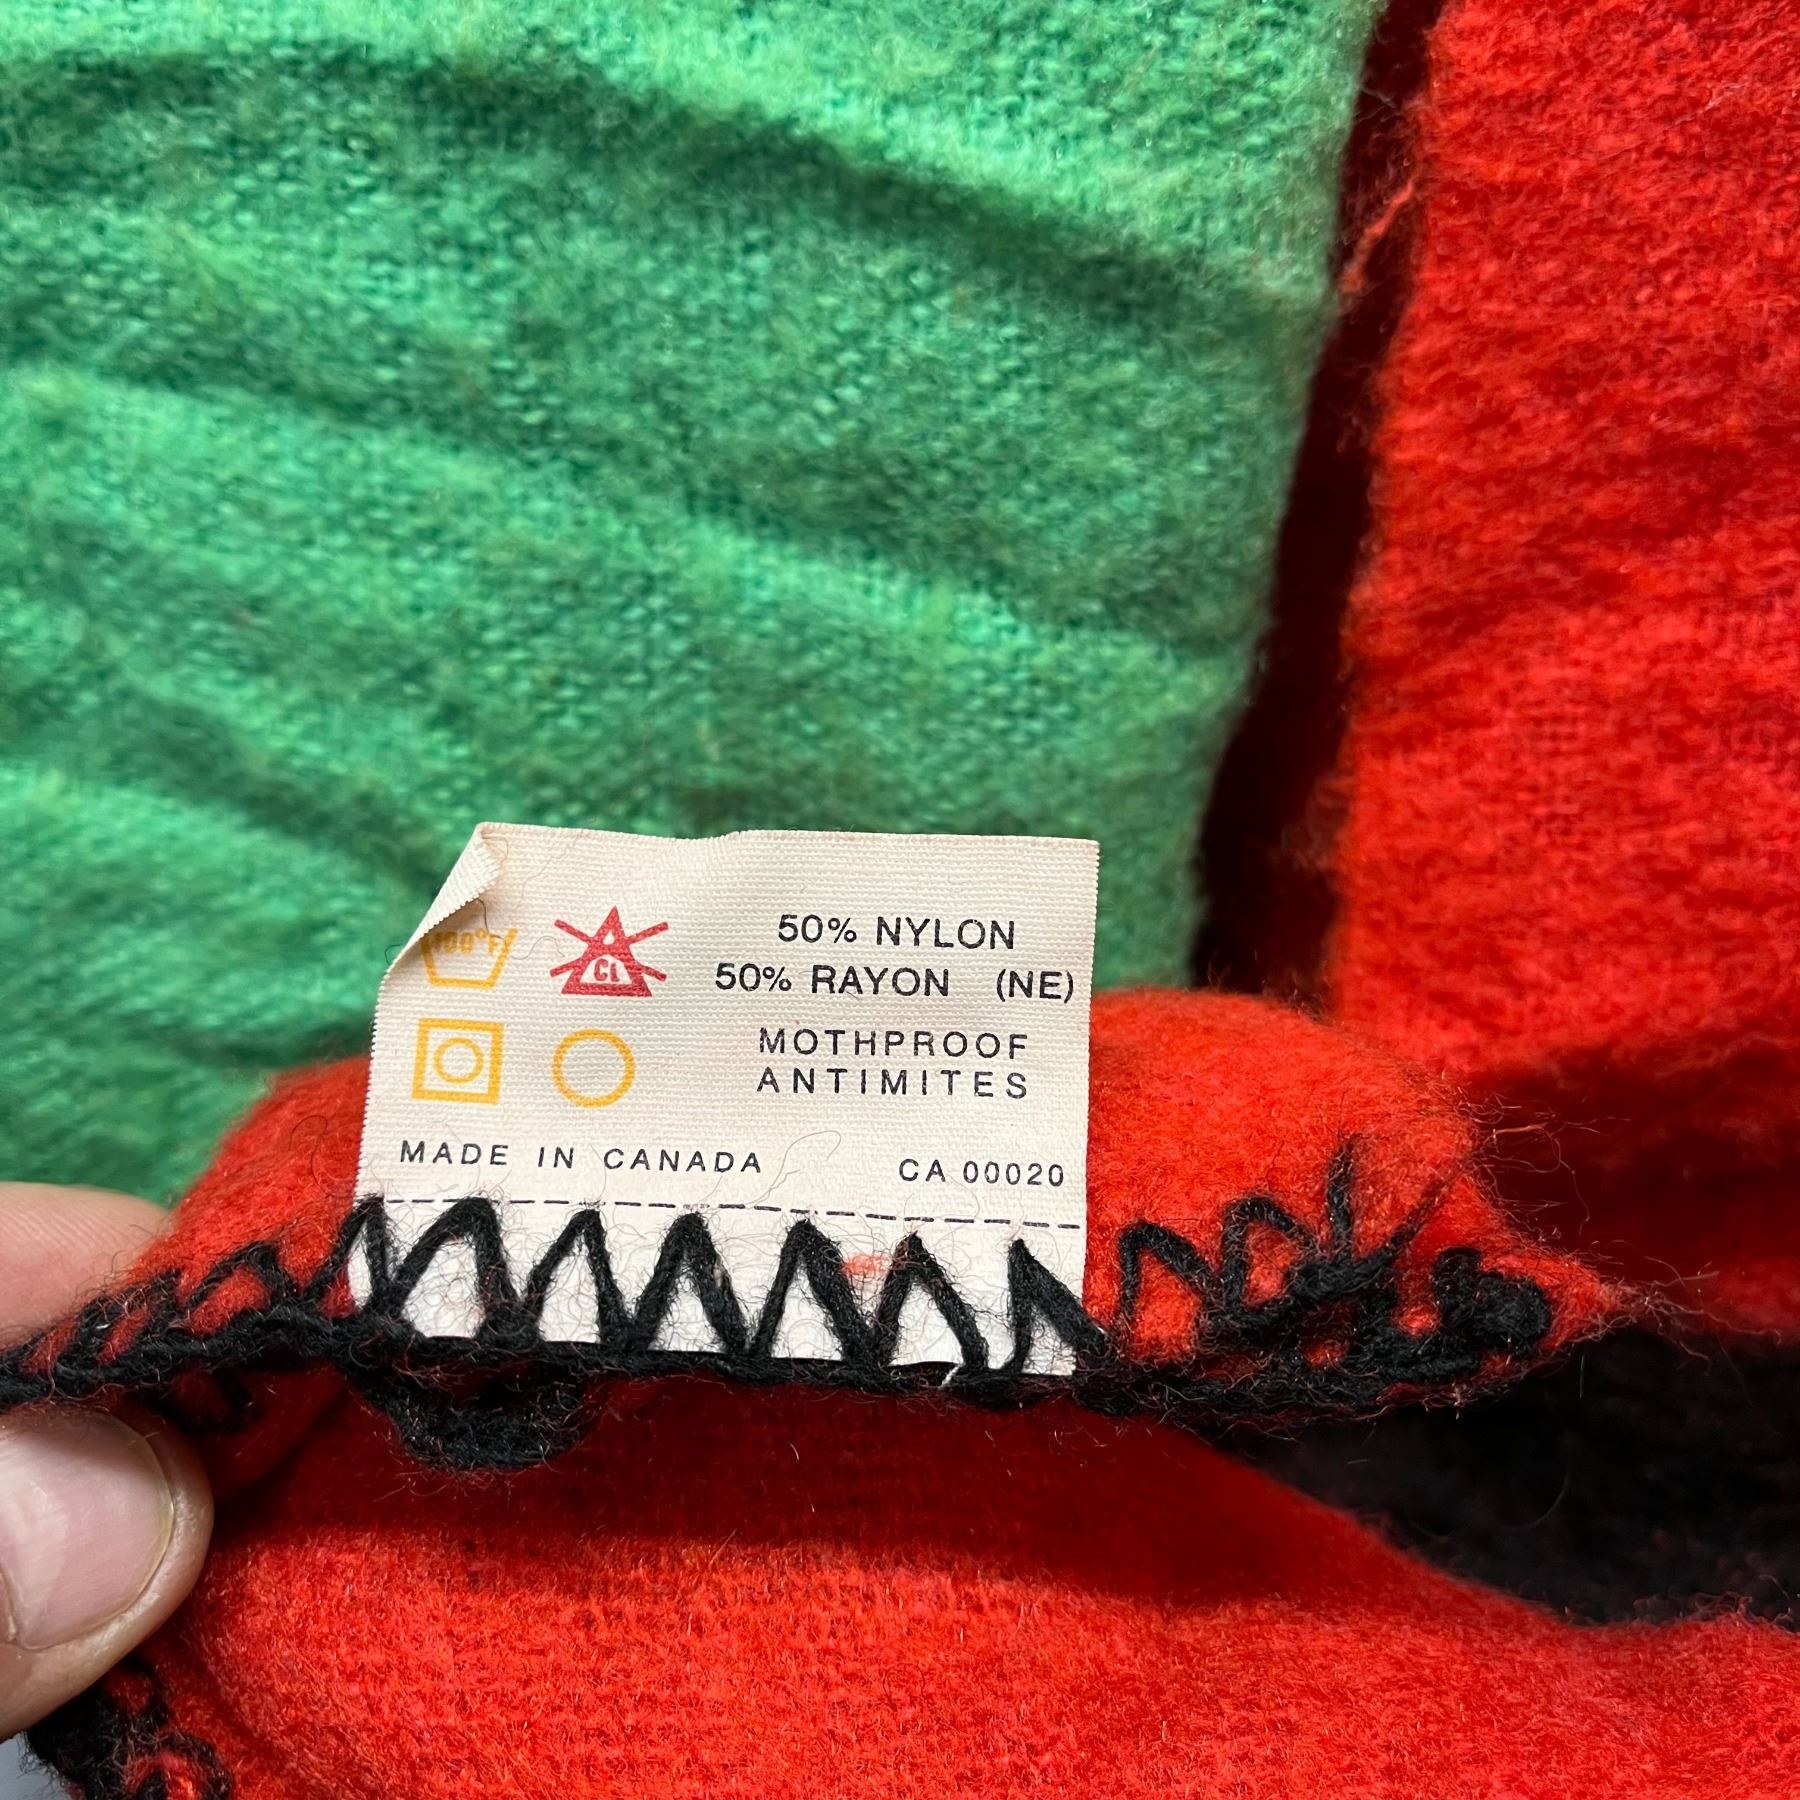 100°F
CL
50% NYLON
50% RAYON (NE)
MOTHPROOF
ANTIMITES
MADE IN CANADA
CA 00020